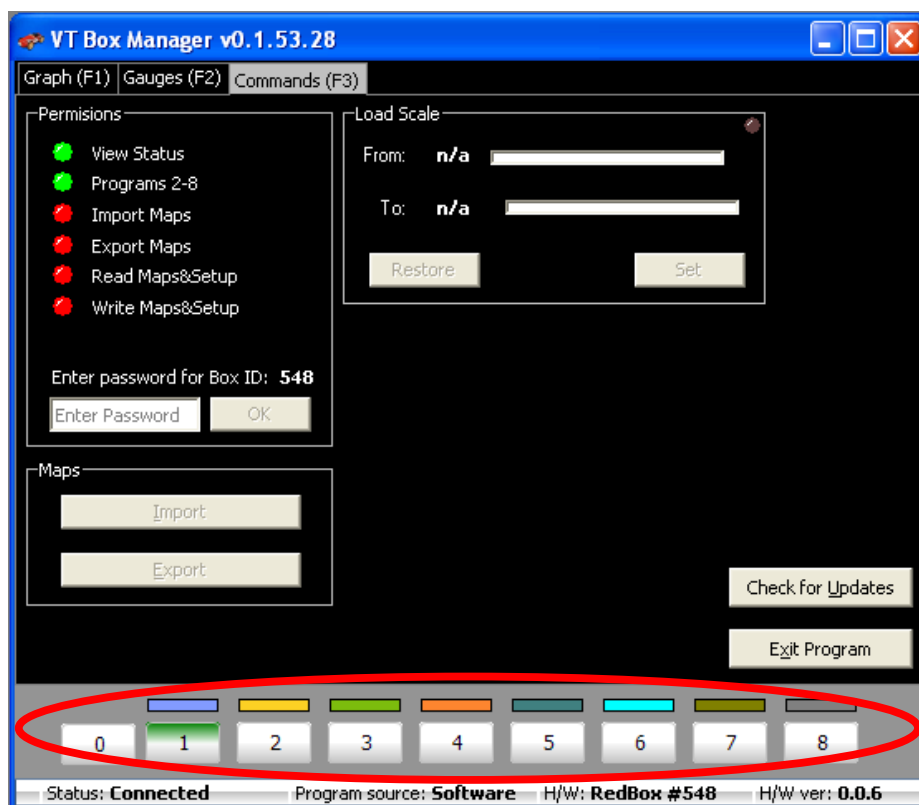 VT Box Manager v0.1.53.28
Graph (F1) Gauges (F2) Commands (F3)
Permisions
View Status
Programs 2-8
Import Maps
Export Maps
Read Maps&Setup
Write Maps&Setup
Enter password for Box ID: 548
Enter Password OK
Maps
Import
Export
Load Scale
From: n/a
To: n/a
Restore Set
Check for Updates
Exit Program
0 1 2 3 4 5 6 7 8
Status: Connected Program source: Software H/W: RedBox #548 H/W ver: 0.0.6